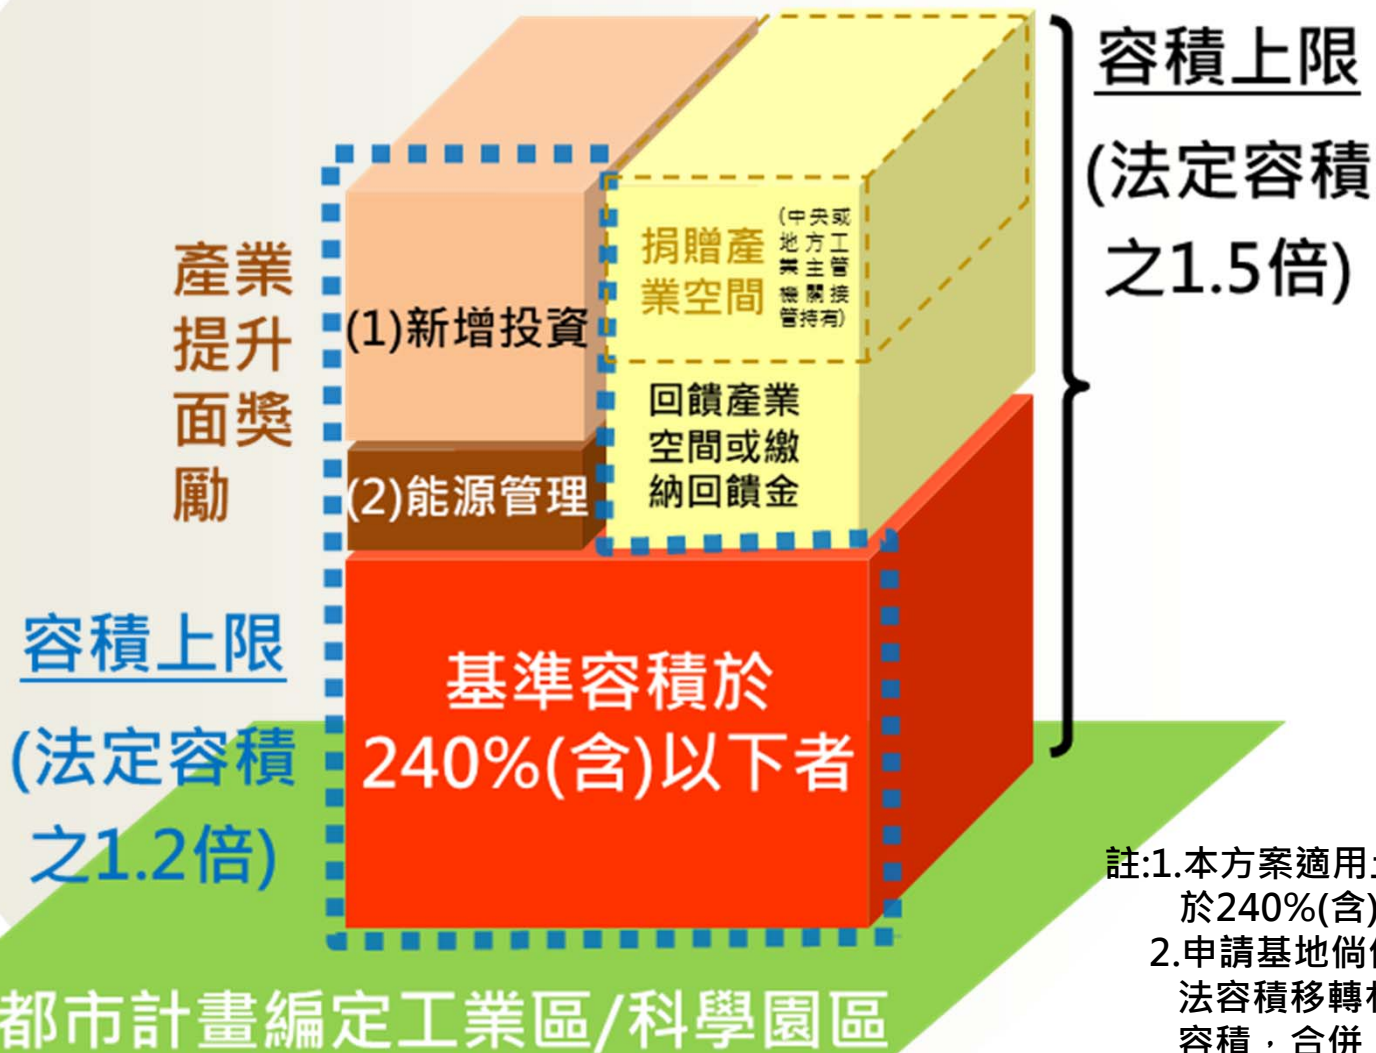 容積上限
(法定容積
之1.5倍)
產業
提升
面獎
勵
(1)新增投資
(2)能源管理
捐贈產
業空間
(中央或
地方工
業主管
機關接
管持有)
回饋產業
空間或繳
納回饋金
容積上限
(法定容積
之1.2倍)
基準容積於
240%(含)以下者
都市計畫編定工業區/科學園區
註:1.本方案適用
於240%(含)
2.申請基地倘
法容積移轉
容積，合併